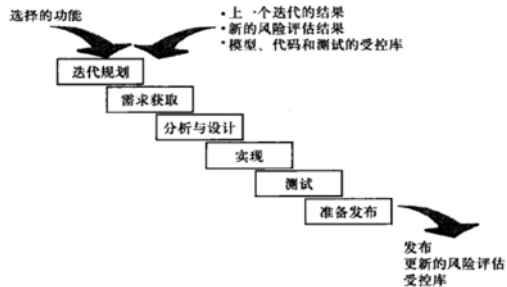 选择的功能
·上一个迭代的结果
·新的风险评估结果
·模型、代码和测试的受控库
迭代规划
需求获取
分析与设计
实现
测试
准备发布
发布
更新的风险评估
受控库